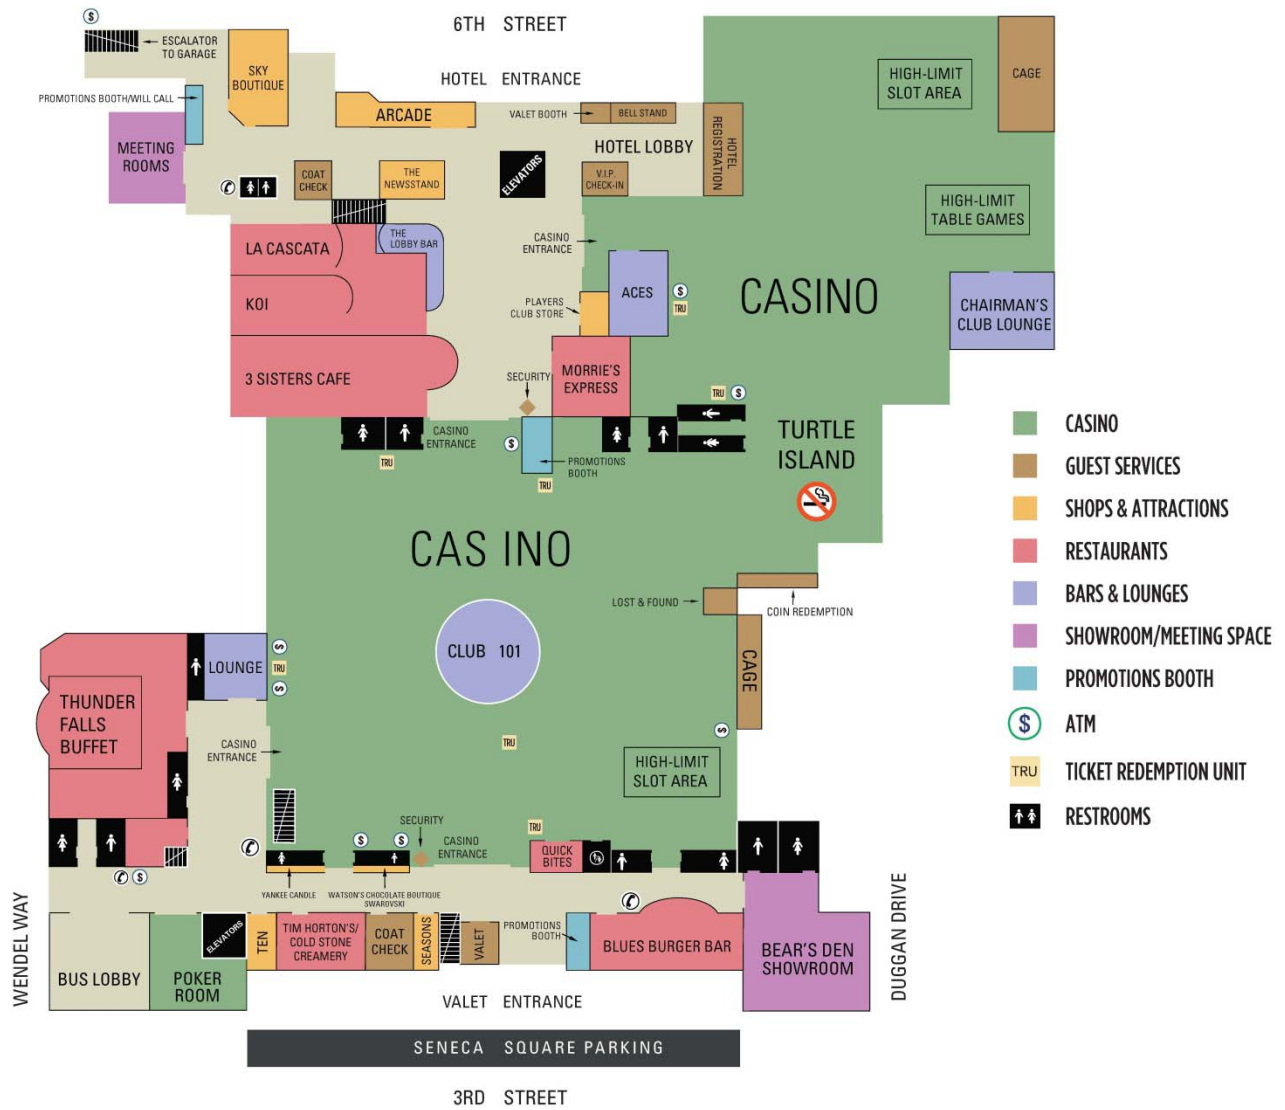 6TH STREET
HOTEL ENTRANCE
$
ESCALATOR
TO GARAGE
SKY
BOUTIQUE
PROMOTIONS BOOTH/WILL CALL
MEETING
ROOMS
ARCADE
VALET BOOTH
BELL STAND
HOTEL LOBBY
HOTEL
REGISTRATION
HIGH-LIMIT
SLOT AREA
CAGE
COAT
CHECK
THE
NEWSSTAND
ELEVATORS
V.I.P.
CHECK-IN
HIGH-LIMIT
TABLE GAMES
LA CASCATA
THE
LOBBY BAR
CASINO
ENTRANCE
KOI
ACES
$
TRU
PLAYERS
CLUB STORE
CASINO
CHAIRMAN'S
CLUB LOUNGE
3 SISTERS CAFE
SECURITY
MORRIE'S
EXPRESS
TRU
$
CASINO
ENTRANCE
TRU
$
PROMOTIONS
BOOTH
TRU
TURTLE
ISLAND
CAS INO
LOST & FOUND
COIN REDEMPTION
CLUB 101
CAGE
LOUNGE
$
TRU
$
THUNDER
FALLS
BUFFET
CASINO
ENTRANCE
TRU
$
HIGH-LIMIT
SLOT AREA
$
$
$
SECURITY
CASINO
ENTRANCE
TRU
QUICK
BITES
YANKEE CANDLE
WATSON'S CHOCOLATE BOUTIQUE
SWAROVSKI
WENDEL WAY
BUS LOBBY
POKER
ROOM
ELEVATORS
TEN
TIM HORTON'S/
COLD STONE
CREAMERY
COAT
CHECK
SEASONS
VALET
PROMOTIONS
BOOTH
BLUES BURGER BAR
BEAR'S DEN
SHOWROOM
DUGGAN DRIVE
VALET ENTRANCE
SENECA SQUARE PARKING
3RD STREET
CASINO
GUEST SERVICES
SHOPS & ATTRACTIONS
RESTAURANTS
BARS & LOUNGES
SHOWROOM/MEETING SPACE
PROMOTIONS BOOTH
$ ATM
TRU TICKET REDEMPTION UNIT
RESTROOMS